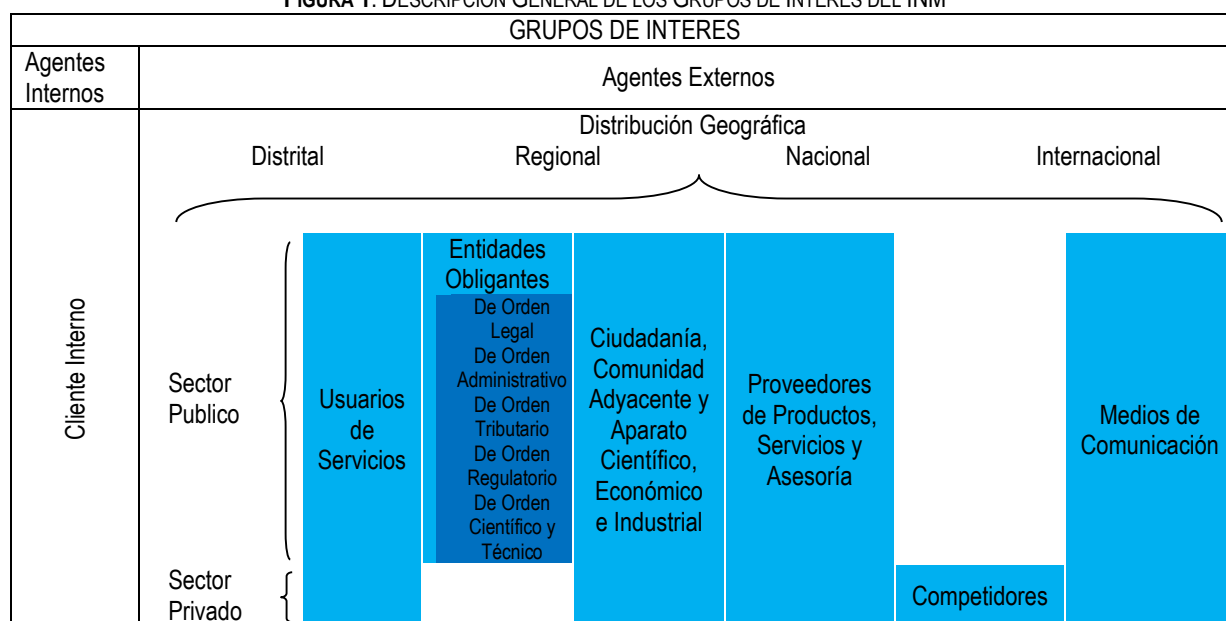 FIGURA 1. DESCRIPCIÓN GENERAL DE LOS GRUPOS DE INTERÉS DEL INM
GRUPOS DE INTERES
Agentes
Internos
Agentes Externos
Distribución Geográfica
Distrital Regional Nacional Internacional
Cliente Interno
Sector
Publico
Usuarios
de
Servicios
Entidades
Obligantes
De Orden
Legal
De Orden
Administrativo
De Orden
Tributario
De Orden
Regulatorio
De Orden
Científico y
Técnico
Ciudadanía,
Comunidad
Adyacente y
Aparato
Científico,
Económico
e Industrial
Proveedores
de Productos,
Servicios y
Asesoría
Medios de
Comunicación
Sector
Privado
Competidores